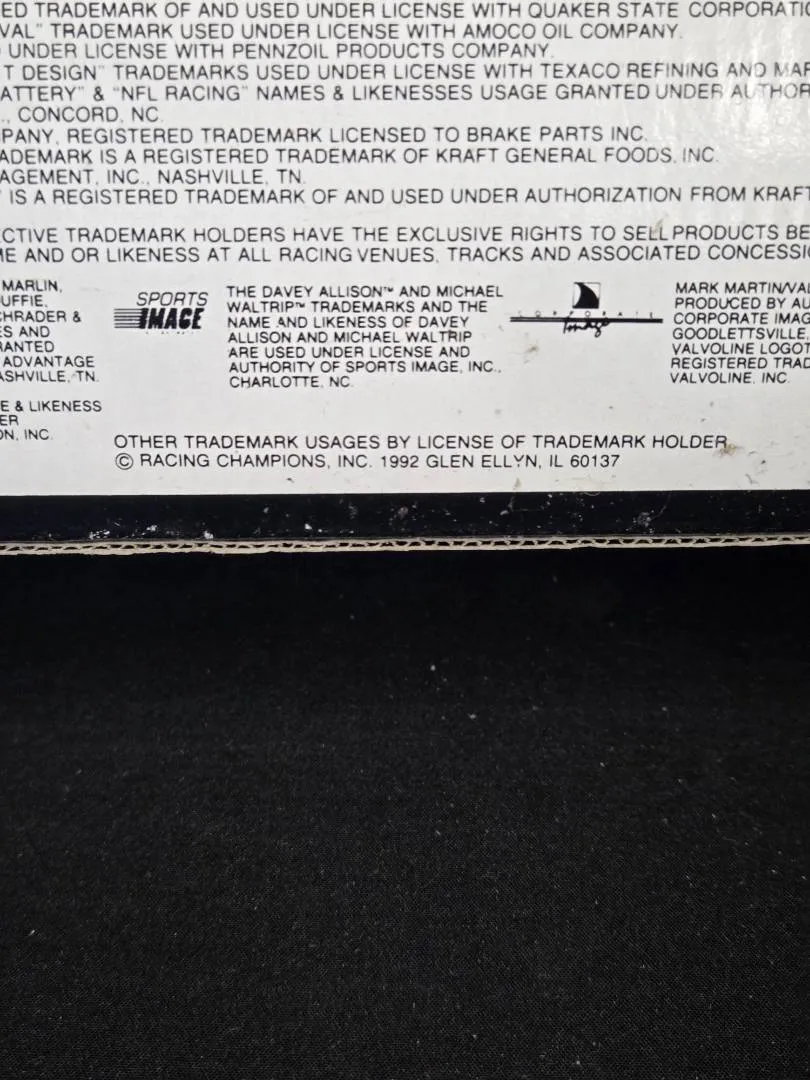 ED TRADEMARK OF AND USED UNDER LICENSE WITH QUAKER STATE CORPORATIO
VAL" TRADEMARK USED UNDER LICENSE WITH AMOCO OIL COMPANY.
UNDER LICENSE WITH PENNZOIL PRODUCTS COMPANY.
T DESIGN" TRADEMARKS USED UNDER LICENSE WITH TEXACO REFINING AND MAR
ATTERY" & "NFL RACING" NAMES & LIKENESSES USAGE GRANTED UNDER AUTHOR
., CONCORD, NC
PANY, REGISTERED TRADEMARK LICENSED TO BRAKE PARTS INC.
ADEMARK IS A REGISTERED TRADEMARK OF KRAFT GENERAL FOODS, INC.
AGEMENT, INC., NASHVILLE, TN.
" IS A REGISTERED TRADEMARK OF AND USED UNDER AUTHORIZATION FROM KRAFT
ECTIVE TRADEMARK HOLDERS HAVE THE EXCLUSIVE RIGHTS TO SELL PRODUCTS BE
ME AND OR LIKENESS AT ALL RACING VENUES, TRACKS AND ASSOCIATED CONCESSI
MARLIN,
UFFIE,
CHRADER &
ES AND
RANTED
ADVANTAGE
ASHVILLE, TN.
E & LIKENESS
ER
ON, INC.
SPORTS
IMAGE
THE DAVEY ALLISON™ AND MICHAEL
WALTRIP™ TRADEMARKS AND THE
NAME AND LIKENESS OF DAVEY
ALLISON AND MICHAEL WALTRIP
ARE USED UNDER LICENSE AND
AUTHORITY OF SPORTS IMAGE, INC.,
CHARLOTTE, NC
CORPORATE
Image
MARK MARTIN/VAL
PRODUCED BY AU
CORPORATE IMAG
GOODLETTSVILLE,
VALVOLINE LOGOT
REGISTERED TRAD
VALVOLINE, INC.
OTHER TRADEMARK USAGES BY LICENSE OF TRADEMARK HOLDER
© RACING CHAMPIONS, INC. 1992 GLEN ELLYN, IL 60137